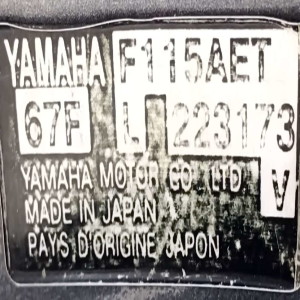 YAMAHA F115AET
67F L 223173
YAMAHA MOTOR CO., LTD.
MADE IN JAPAN V
PAYS D'ORIGINE JAPON